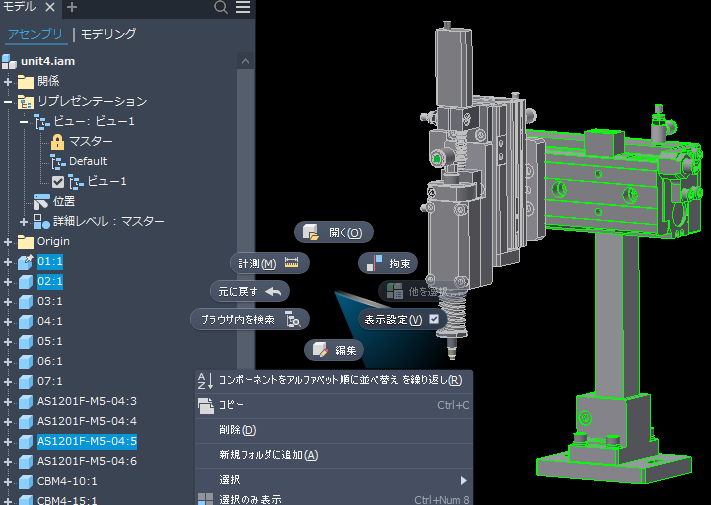 モデル
アセンブリ | モデリング
unit4.iam
関係
リプレゼンテーション
ビュー: ビュー1
マスター
Default
ビュー1
位置
詳細レベル : マスター
Origin
01:1
02:1
03:1
04:1
05:1
06:1
07:1
AS1201F-M5-04:3
AS1201F-M5-04:4
AS1201F-M5-04:5
AS1201F-M5-04:6
CBM4-10:1
CBM4-15:1
開く(O)
計測(M)
拘束
元に戻す
他を選択...
ブラウザ内を検索
表示設定(V)
編集
コンポーネントをアルファベット順に並べ替え を繰り返し(R)
コピー Ctrl+C
削除(D)
新規フォルダに追加(A)
選択
選択のみ表示 Ctrl+Num 8